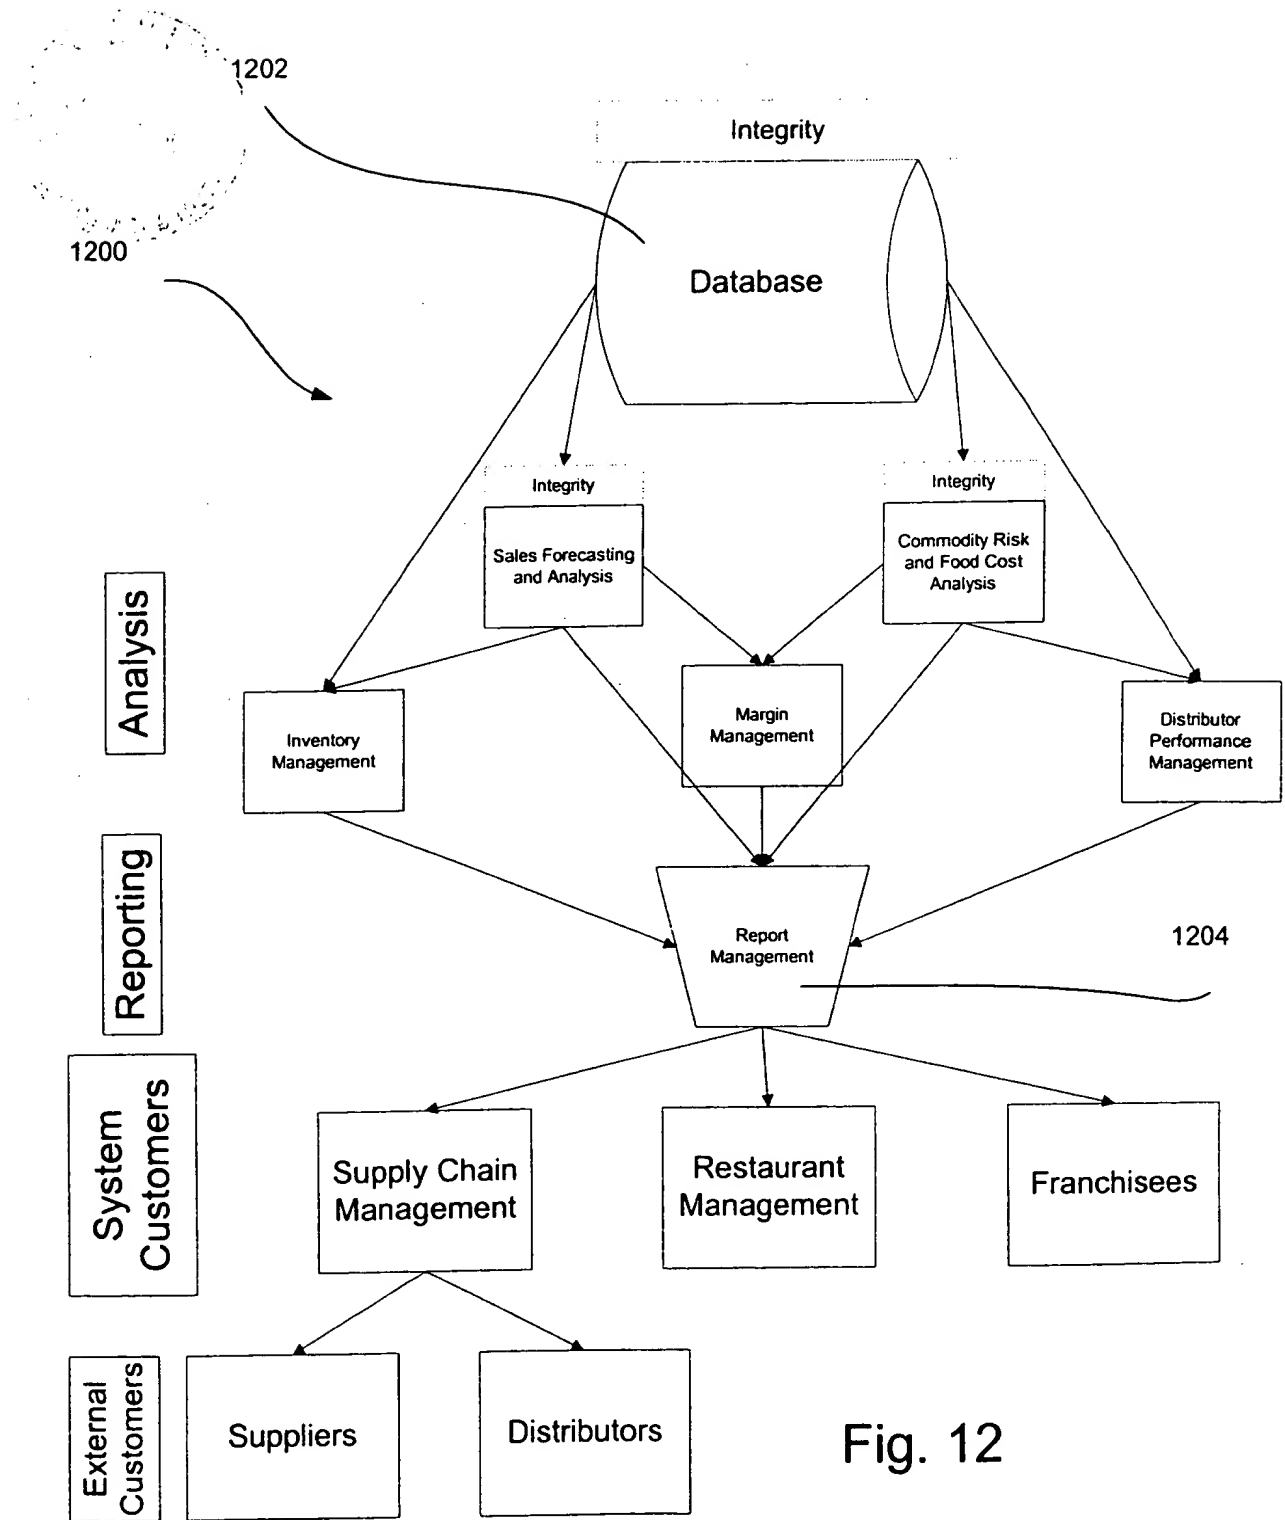 1202
Integrity
1200
Database
Integrity
Integrity
Sales Forecasting
and Analysis
Commodity Risk
and Food Cost
Analysis
Analysis
Inventory
Management
Margin
Management
Distributor
Performance
Management
Reporting
Report
Management
1204
System
Customers
Supply Chain
Management
Restaurant
Management
Franchisees
External
Customers
Suppliers
Distributors
Fig. 12